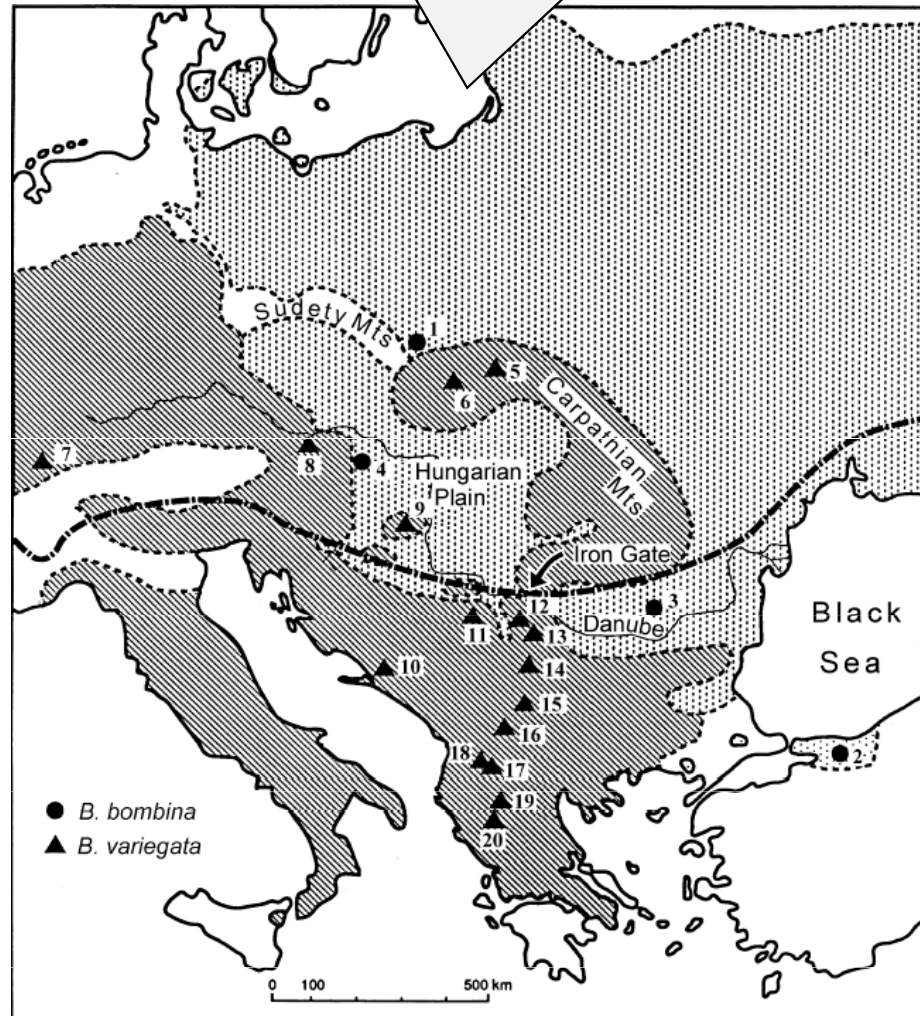 Sudety Mts
1
5
6
Carpathian
Mts
7
8
4
Hungarian
Plain
9
Iron Gate
12
3
Danube
11
13
Black
Sea
10
14
15
16
2
18
17
19
20
B. bombina
B. variegata
0 100 500 km